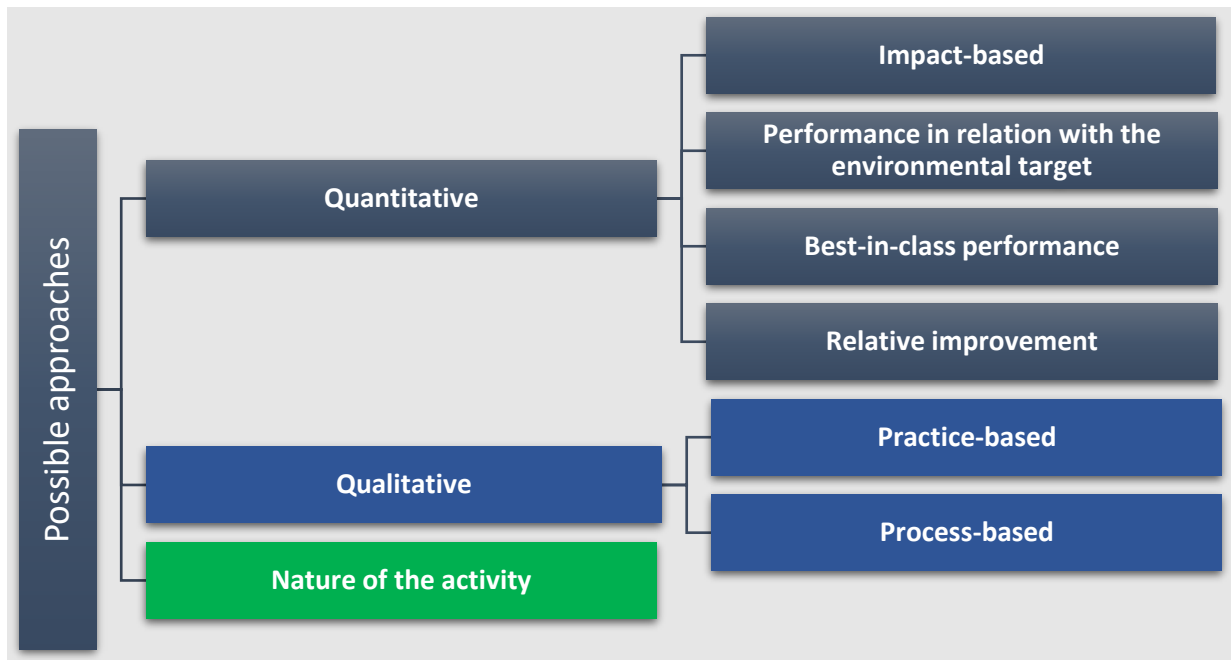 Possible approaches
Quantitative
Impact-based
Performance in relation with the
environmental target
Best-in-class performance
Relative improvement
Qualitative
Practice-based
Process-based
Nature of the activity